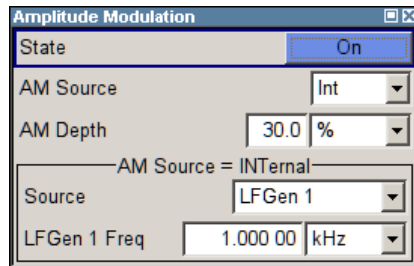 Amplitude Modulation
State On
AM Source Int
AM Depth 30.0 %
AM Source = INTernal
Source LFGen 1
LFGen 1 Freq 1.000 00 kHz